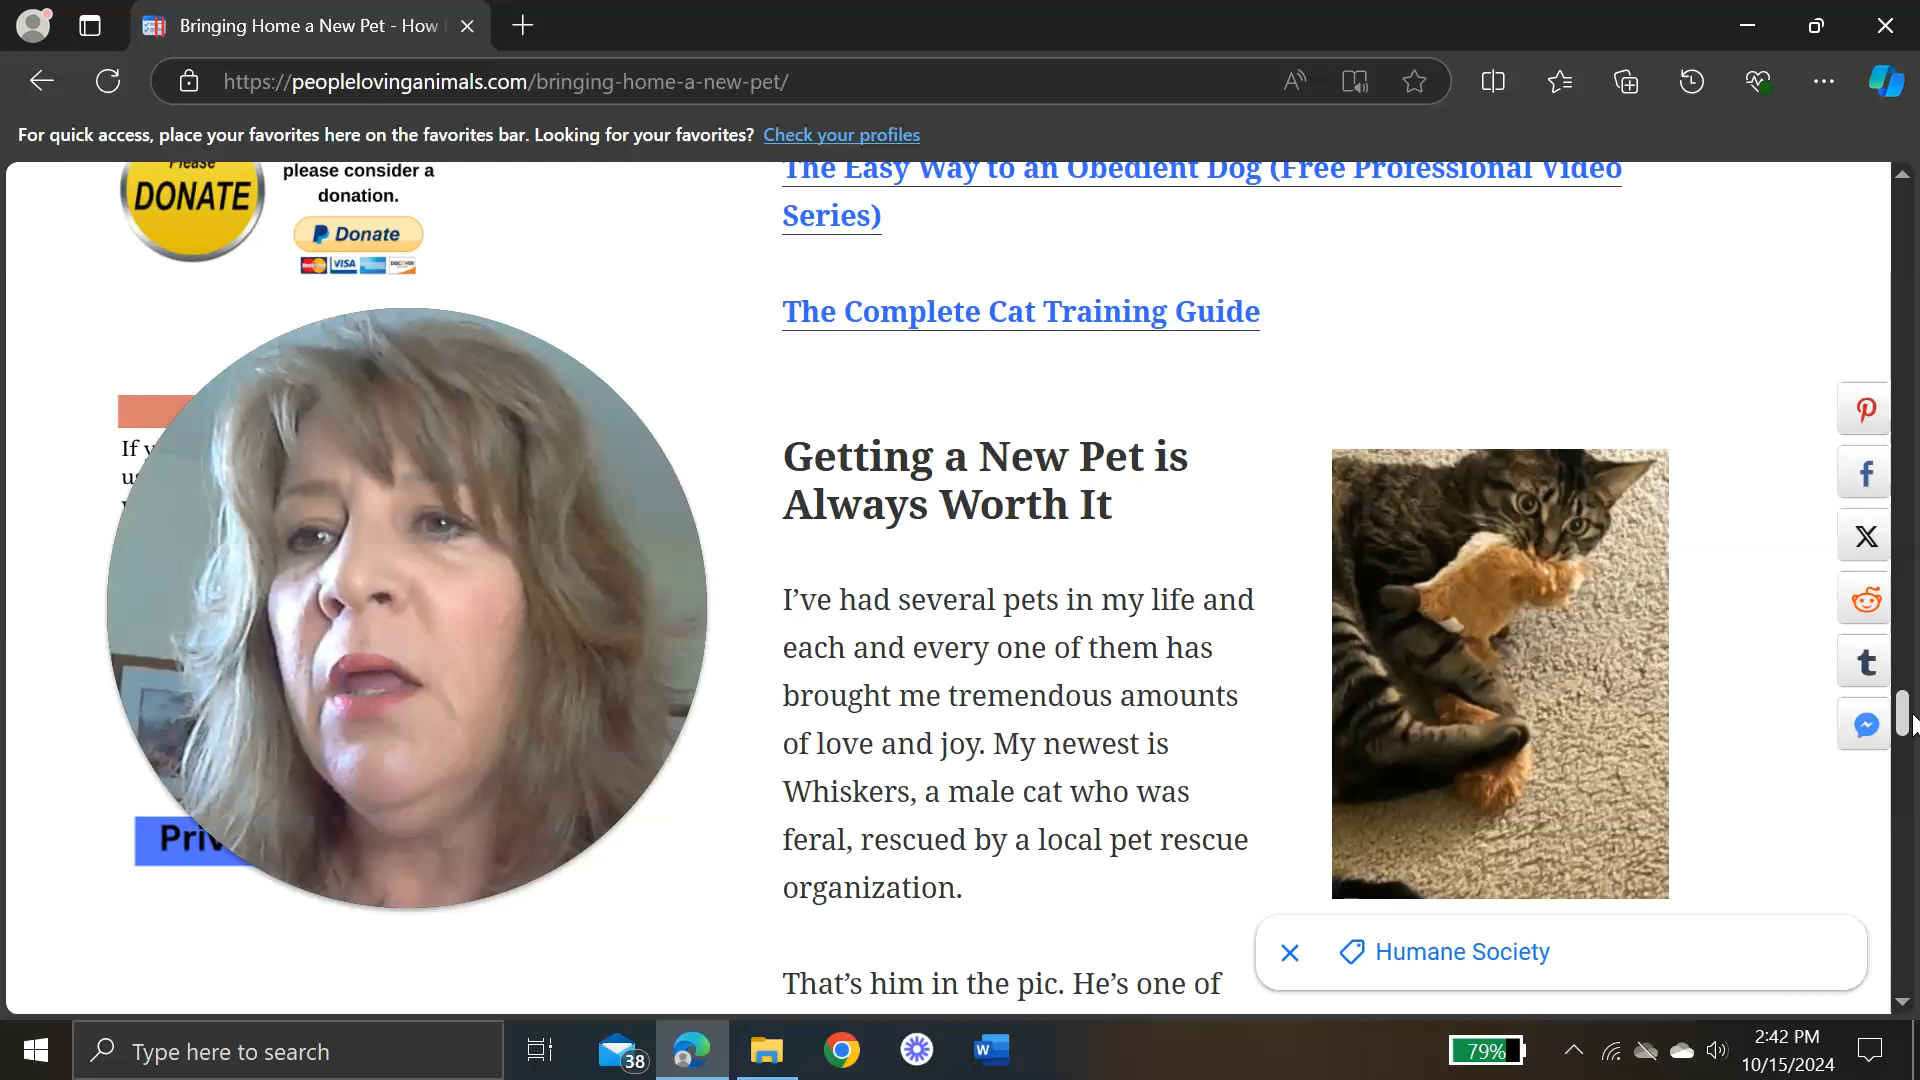 Bringing Home a New Pet - How
https://peoplelovinganimals.com/bringing-home-a-new-pet/
For quick access, place your favorites here on the favorites bar. Looking for your favorites? Check your profiles
Please
DONATE
please consider a
donation.
Donate
VISA
DISCOVER
The Easy Way to an Obedient Dog (Free Professional Video
Series)
The Complete Cat Training Guide
If
Getting a New Pet is
Always Worth It
I’ve had several pets in my life and
each and every one of them has
brought me tremendous amounts
of love and joy. My newest is
Whiskers, a male cat who was
feral, rescued by a local pet rescue
organization.
That’s him in the pic. He’s one of
Humane Society
Type here to search
38
79%
2:42 PM
10/15/2024